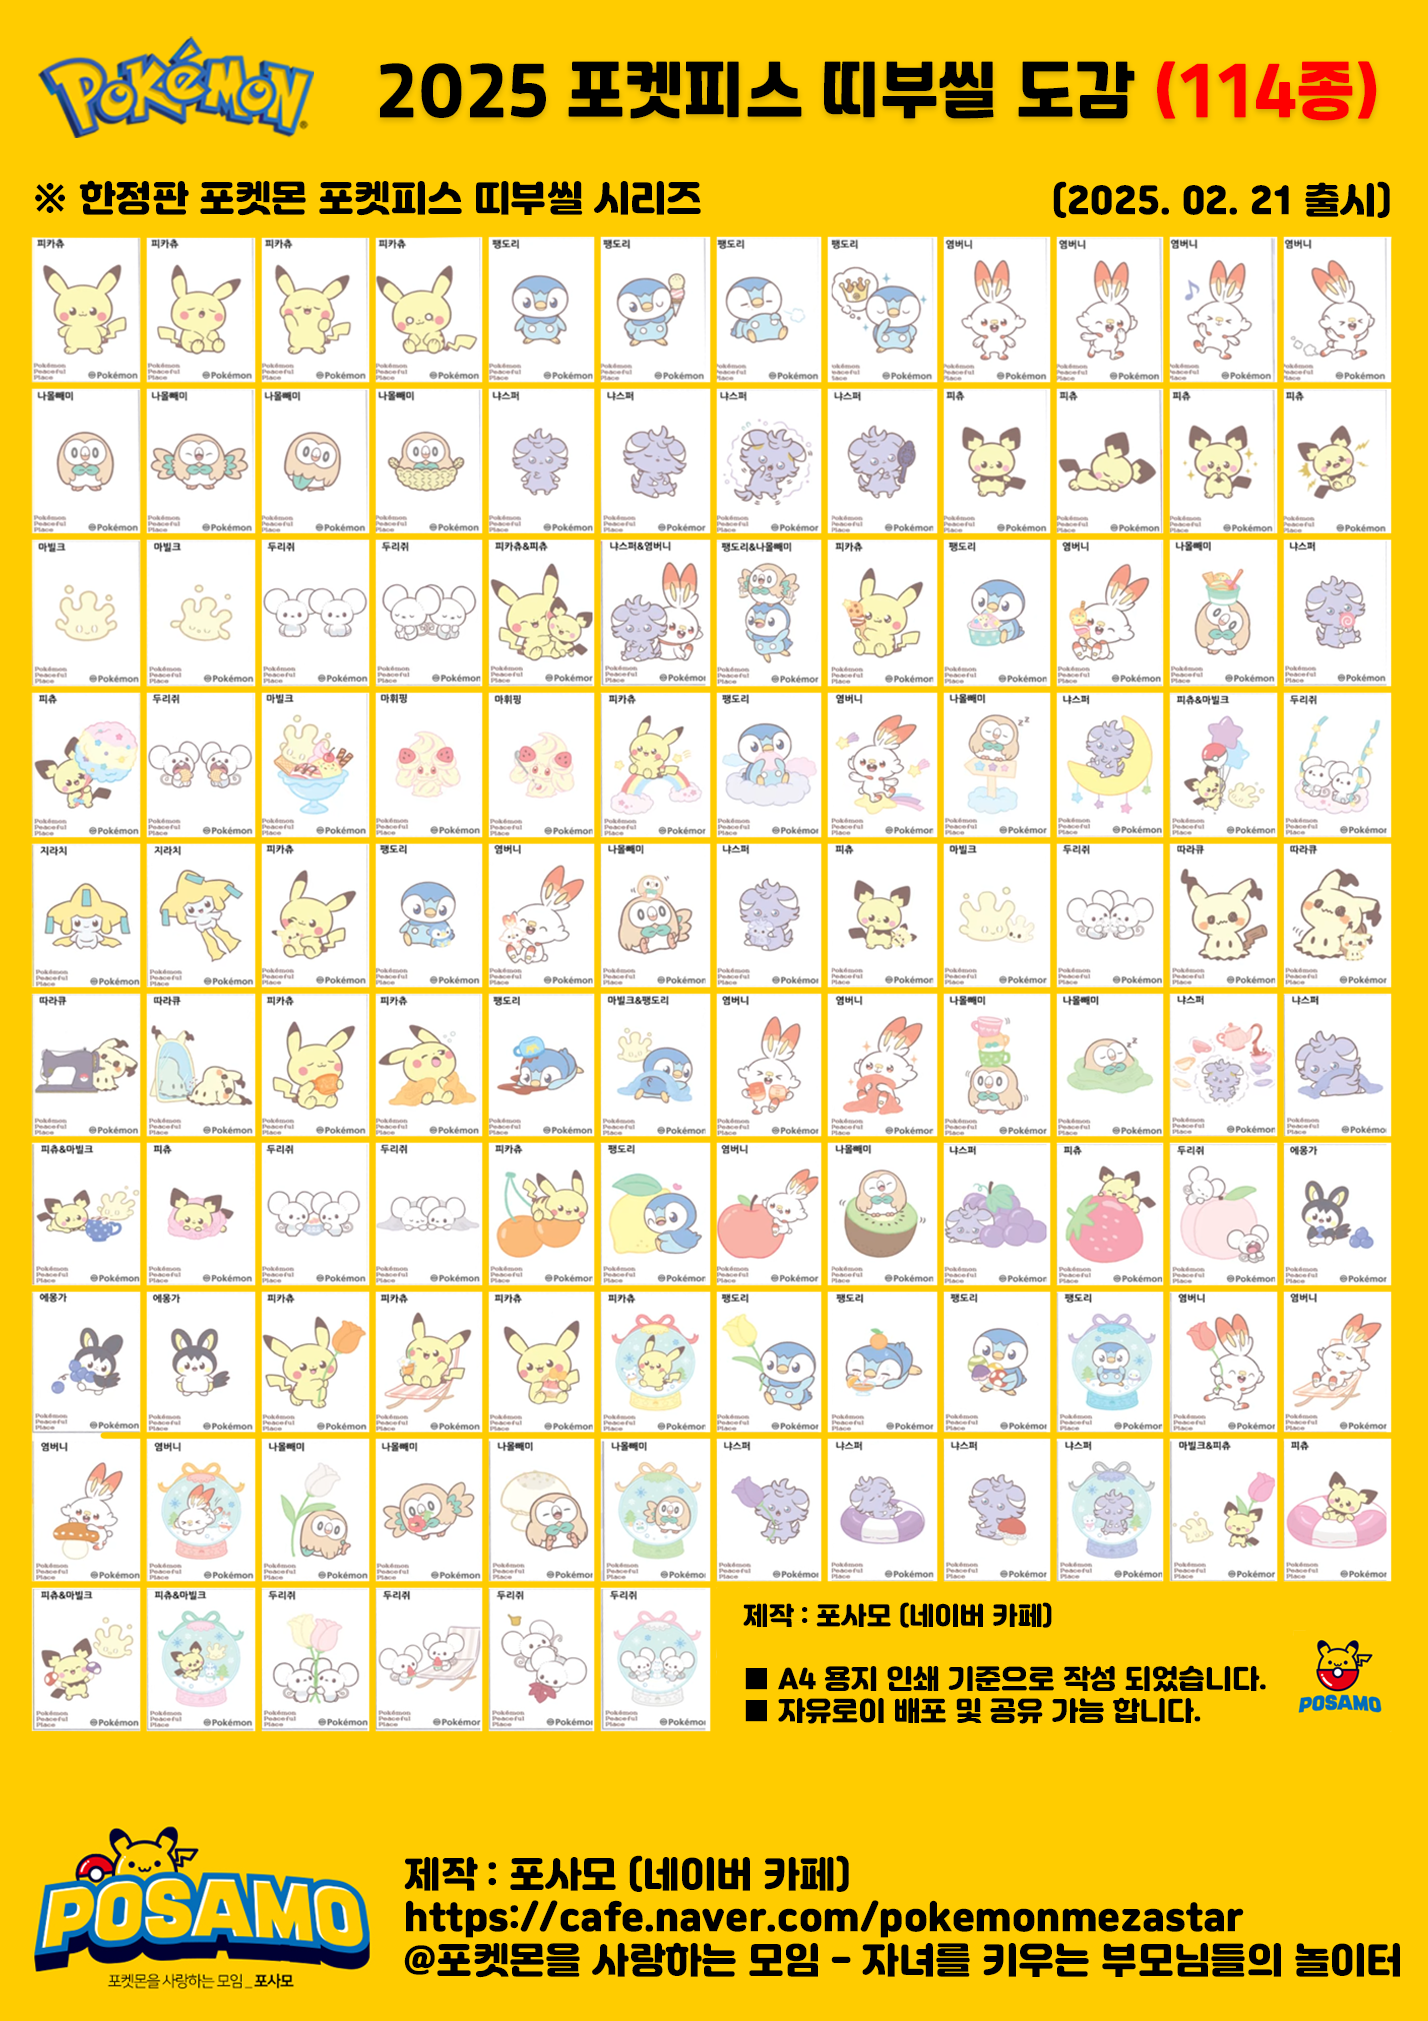 POKéMON
2025 포켓피스 띠부씰 도감 (114종)
※ 한정판 포켓몬 포켓피스 띠부씰 시리즈
(2025. 02. 21 출시)
피카츄 피카츄 피카츄 피카츄 팽도리 팽도리 팽도리 팽도리 염버니 염버니 염버니 염버니
나몰빼미 나몰빼미 나몰빼미 나몰빼미 냐스퍼 냐스퍼 냐스퍼 냐스퍼 피츄 피츄 피츄 피츄
마빌크 마빌크 두리쥐 두리쥐 피카츄&피츄 냐스퍼&염버니 팽도리&나몰빼미 피카츄 팽도리 염버니 나몰빼미 냐스퍼
피츄 두리쥐 마빌크 마휘핑 마휘핑 피카츄 팽도리 염버니 나몰빼미 냐스퍼 피츄&마빌크 두리쥐
지라치 지라치 피카츄 팽도리 염버니 나몰빼미 냐스퍼 피츄 마빌크 두리쥐 따라큐 따라큐
따라큐 따라큐 피카츄 피카츄 팽도리 마빌크&팽도리 염버니 염버니 나몰빼미 나몰빼미 냐스퍼 냐스퍼
피츄&마빌크 피츄 두리쥐 두리쥐 피카츄 팽도리 염버니 나몰빼미 냐스퍼 피츄 두리쥐 에몽가
에몽가 에몽가 피카츄 피카츄 피카츄 피카츄 팽도리 팽도리 팽도리 팽도리 염버니 염버니
염버니 염버니 나몰빼미 나몰빼미 나몰빼미 나몰빼미 냐스퍼 냐스퍼 냐스퍼 냐스퍼 마빌크&피츄 피츄
피츄&마빌크 피츄&마빌크 두리쥐 두리쥐 두리쥐 두리쥐
제작 : 포사모 (네이버 카페)
■ A4 용지 인쇄 기준으로 작성 되었습니다.
■ 자유로이 배포 및 공유 가능 합니다.
POSAMO
POSAMO
포켓몬을 사랑하는 모임 _ 포사모
제작 : 포사모 (네이버 카페)
https://cafe.naver.com/pokemonmezastar
@포켓몬을 사랑하는 모임 - 자녀를 키우는 부모님들의 놀이터